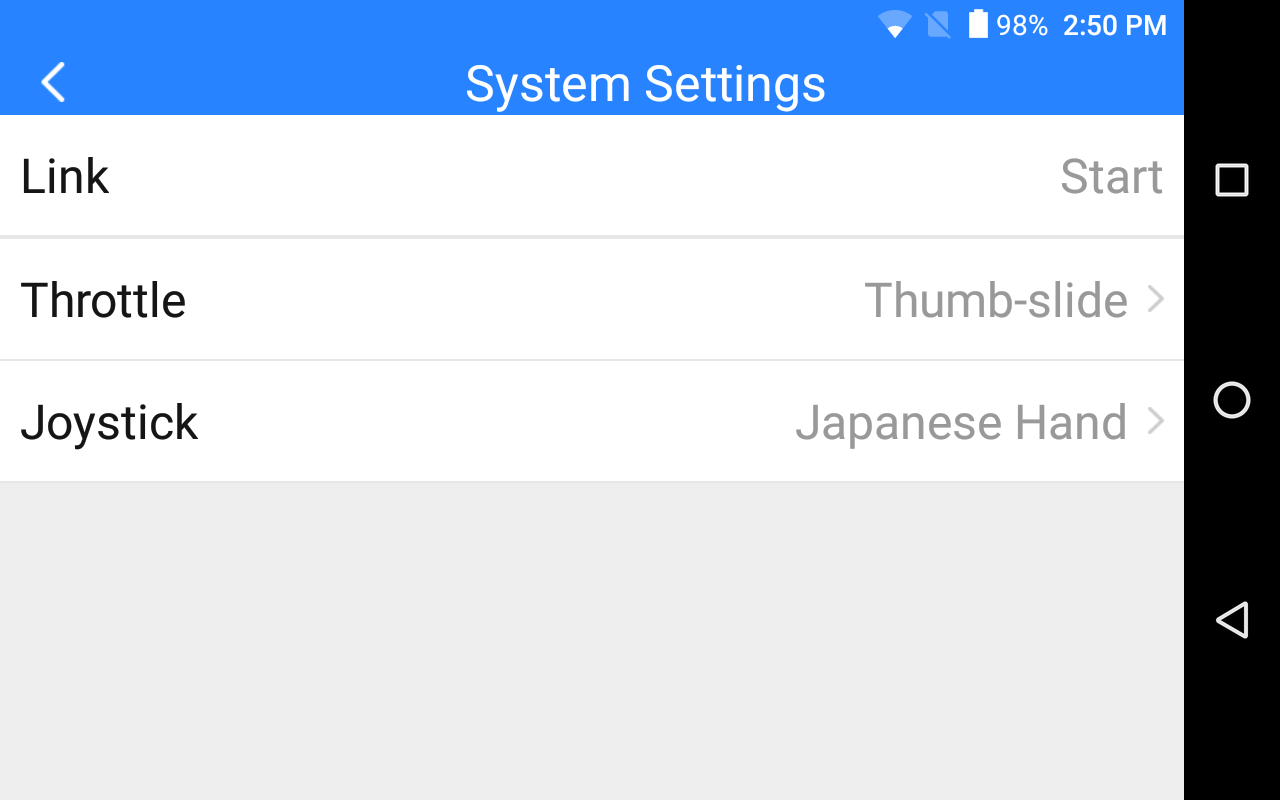 98% 2:50 PM
System Settings
Link Start
Throttle Thumb-slide
Joystick Japanese Hand